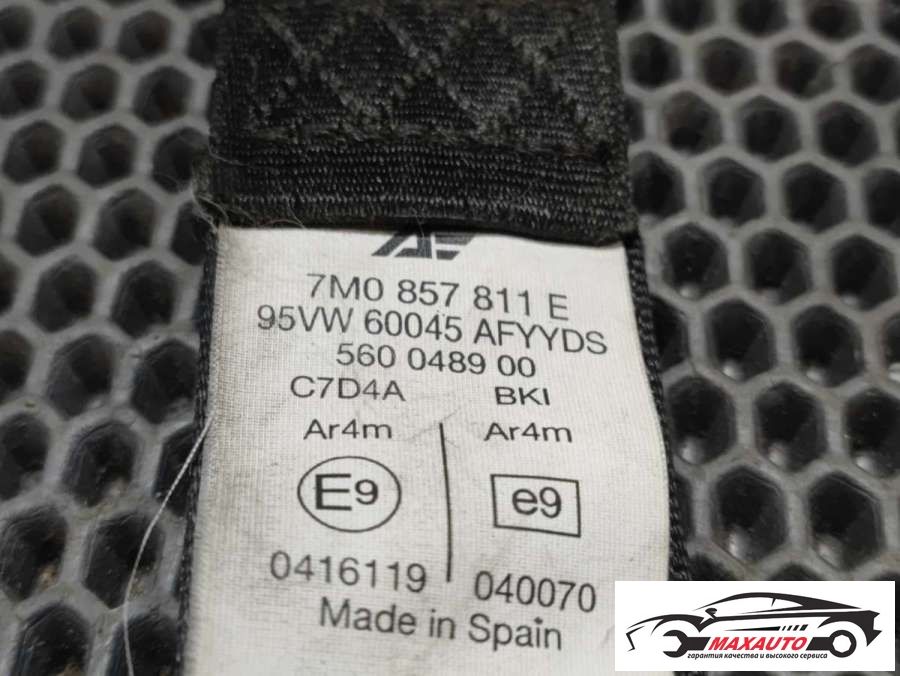 7M0 857 811 E
95VW 60045 AFYYDS
560 0489 00
C7D4A BKI
Ar4m Ar4m
E9 e9
0416119 040070
Made in Spain
MAXAUTO
гарантия качества и высокого сервиса